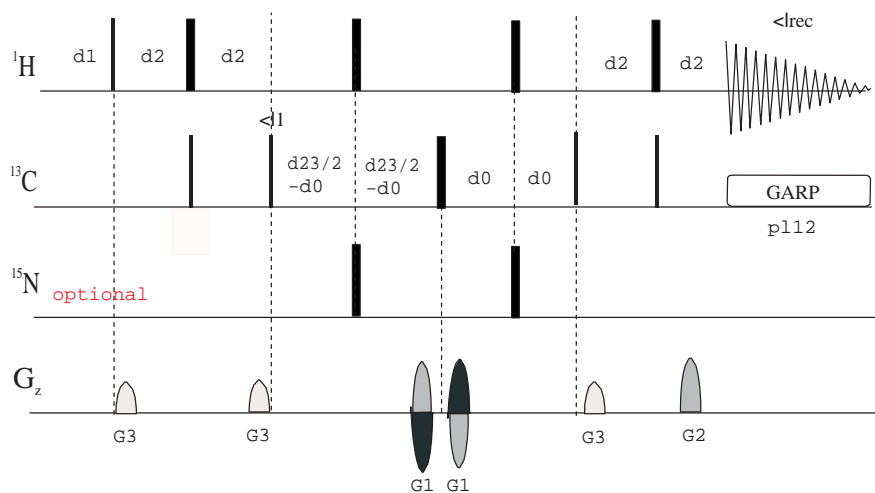 <lrec
1H d1 d2 d2 d2 d2
<l1
13C d23/2 d23/2 d0 d0 GARP
-d0 -d0
pl12
15N
optional
Gz
G3 G3 G3 G2
G1 G1